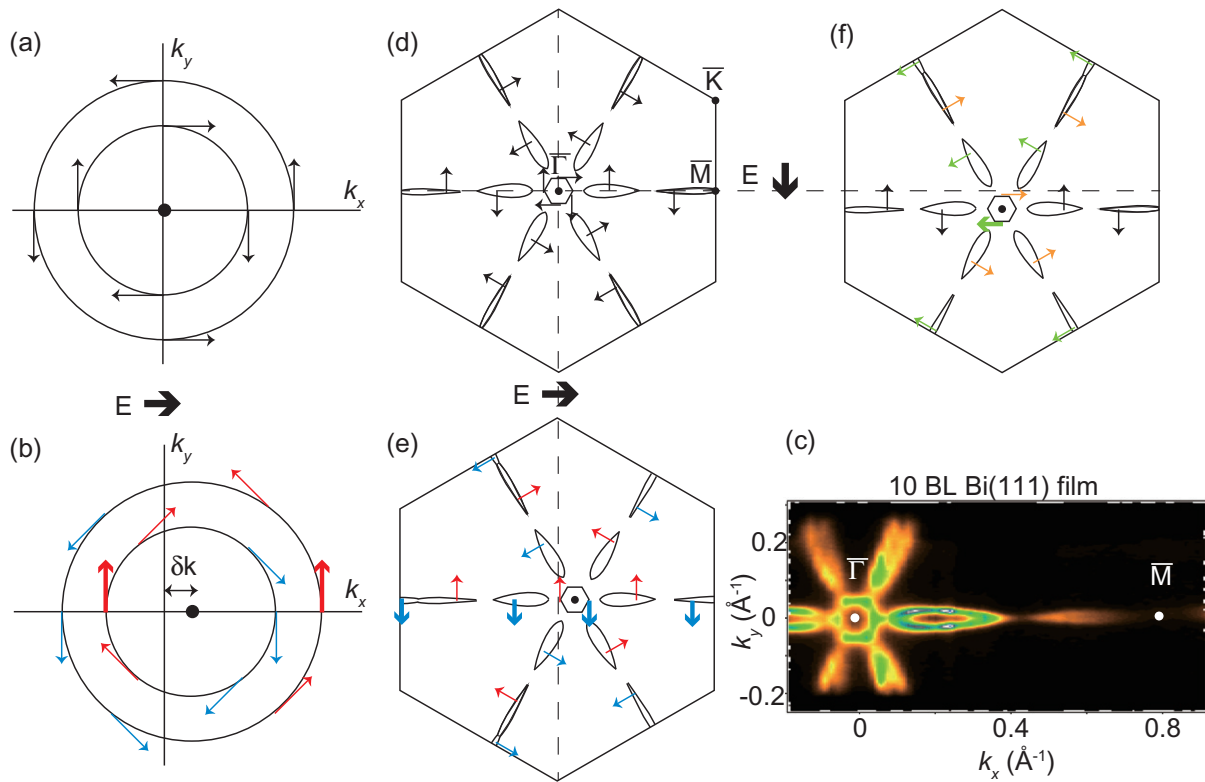 (a)
k_y
k_x
E
(b)
k_y
δk
k_x
(d)
K̅
Γ̅
M̅
E
(e)
(f)
E
(c)
10 BL Bi(111) film
0.2
0
-0.2
k_y (Å⁻¹)
Γ̅
M̅
0
0.4
0.8
k_x (Å⁻¹)